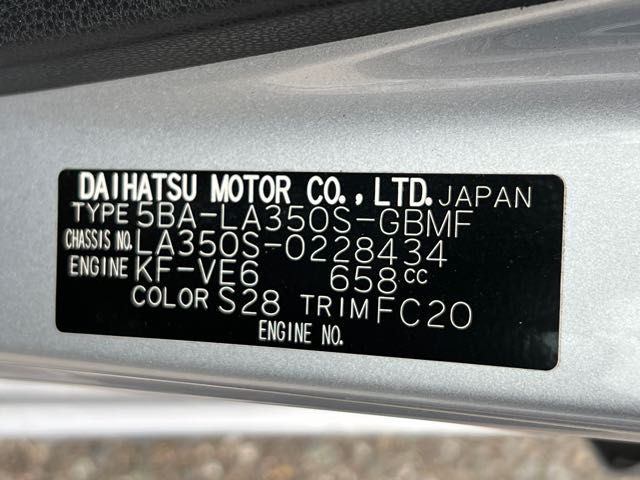 DAIHATSU MOTOR CO., LTD. JAPAN
TYPE 5BA-LA350S-GBMF
CHASSIS NO. LA350S-0228434
ENGINE KF-VE6 658CC
COLOR S28 TRIM FC20
ENGINE NO.